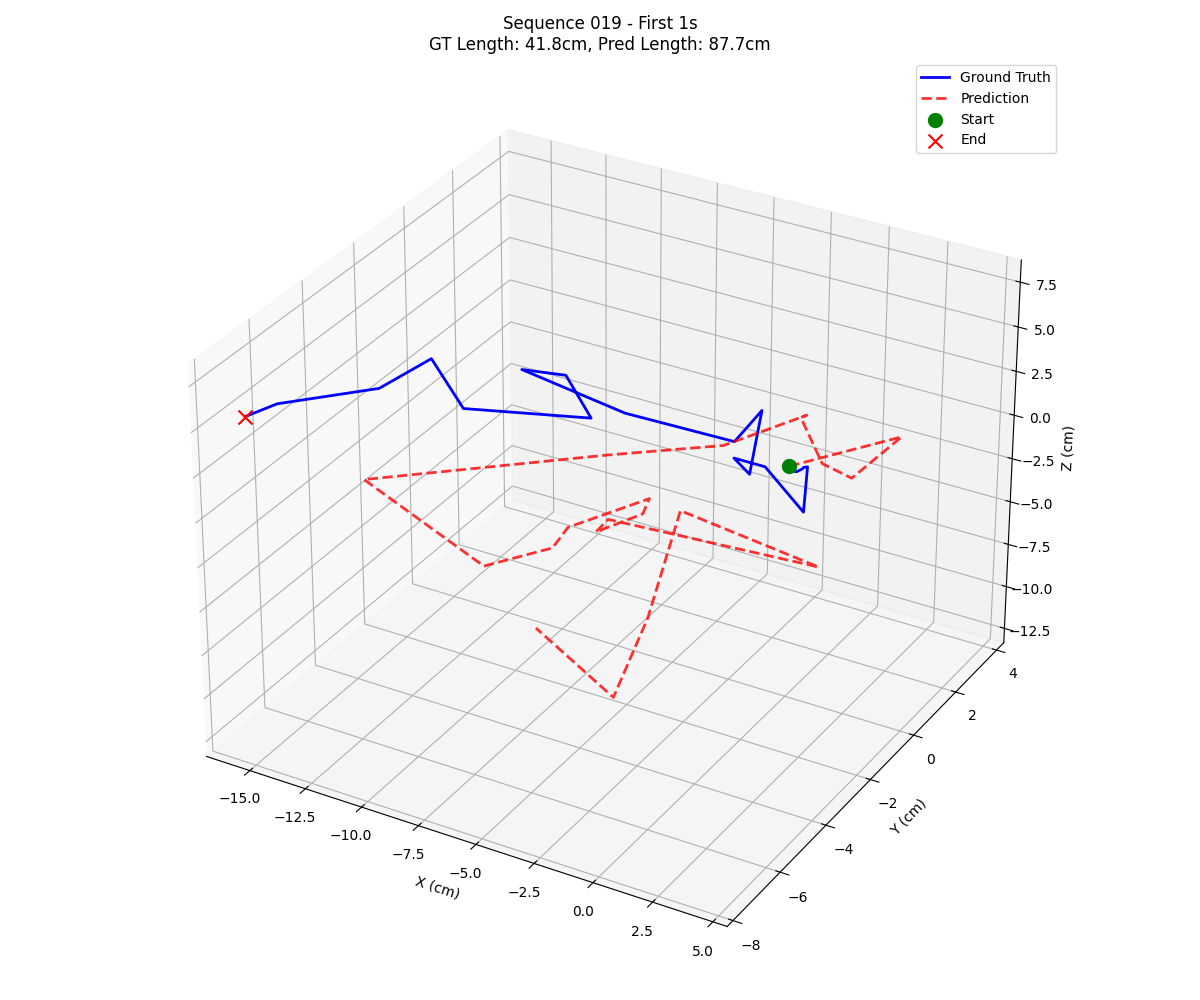 Sequence 019 - First 1s
GT Length: 41.8cm, Pred Length: 87.7cm
Ground Truth
Prediction
Start
End
7.5
5.0
2.5
0.0
−2.5
−5.0
−7.5
−10.0
−12.5
Z (cm)
4
2
0
−2
−4
−6
−8
Y (cm)
−15.0
−12.5
−10.0
−7.5
−5.0
−2.5
0.0
2.5
5.0
X (cm)